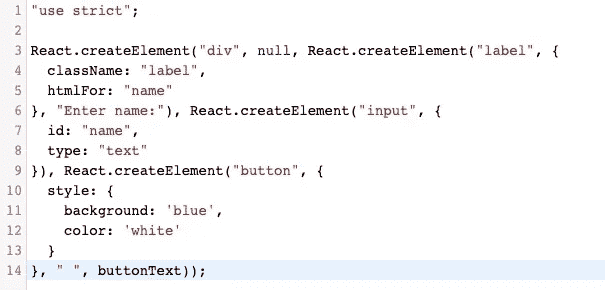 1 "use strict";
2
3 React.createElement("div", null, React.createElement("label", {
4   className: "label",
5   htmlFor: "name"
6 }, "Enter name:"), React.createElement("input", {
7   id: "name",
8   type: "text"
9 }), React.createElement("button", {
10   style: {
11     background: 'blue',
12     color: 'white'
13   }
14 }, " ", buttonText));